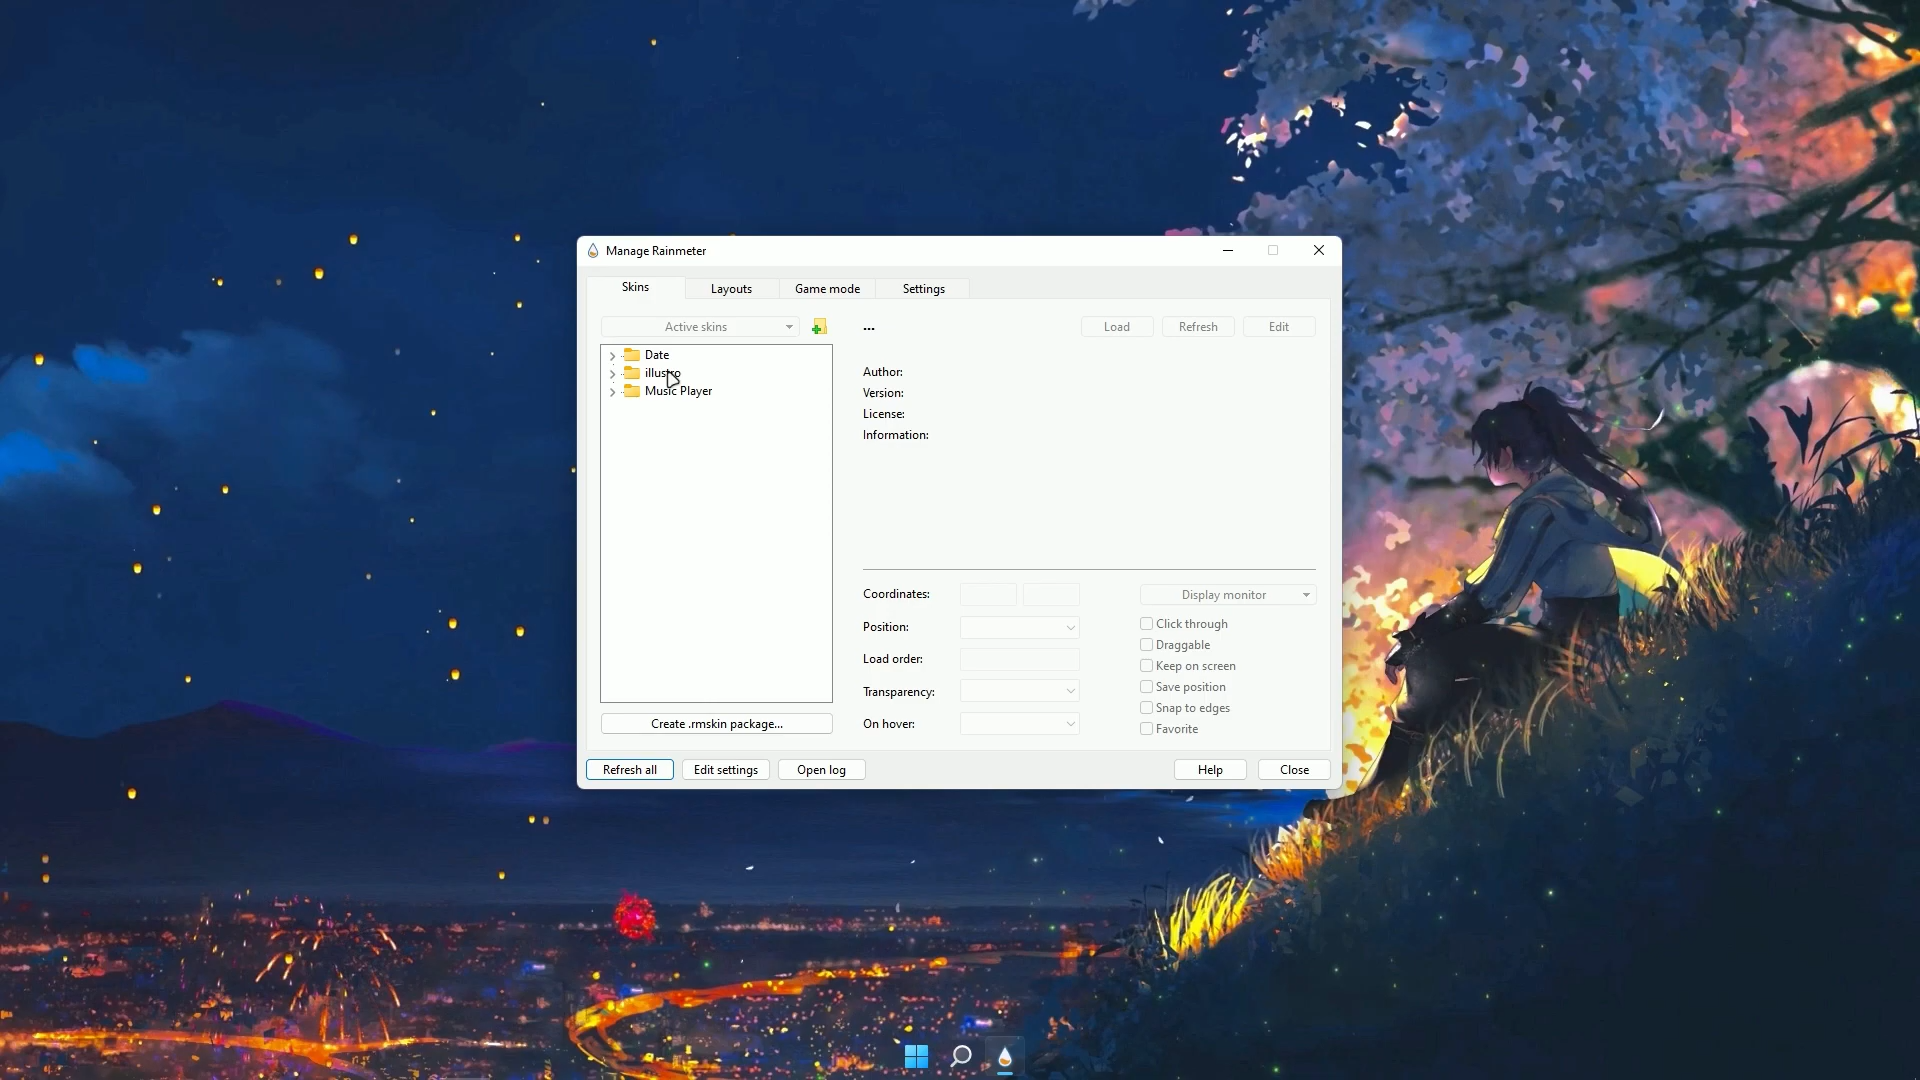 Manage Rainmeter
Skins
Layouts
Game mode
Settings
Active skins
...
Load
Refresh
Edit
Date
illustro
Music Player
Author:
Version:
License:
Information:
Coordinates:
Display monitor
Position:
Click through
Draggable
Load order:
Keep on screen
Transparency:
Save position
Snap to edges
On hover:
Favorite
Create .rmskin package...
Refresh all
Edit settings
Open log
Help
Close